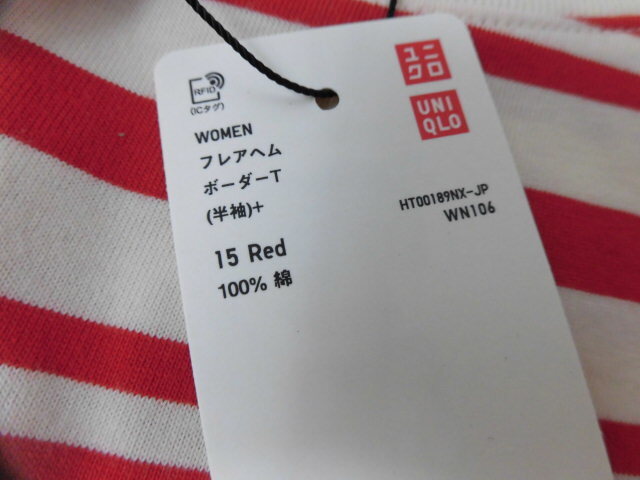 RFID
(ICタグ)
ユニ
クロ
UNI
QLO
WOMEN
フレアヘム
ボーダーT
(半袖)+
HT00189NX-JP
WN106
15 Red
100% 綿